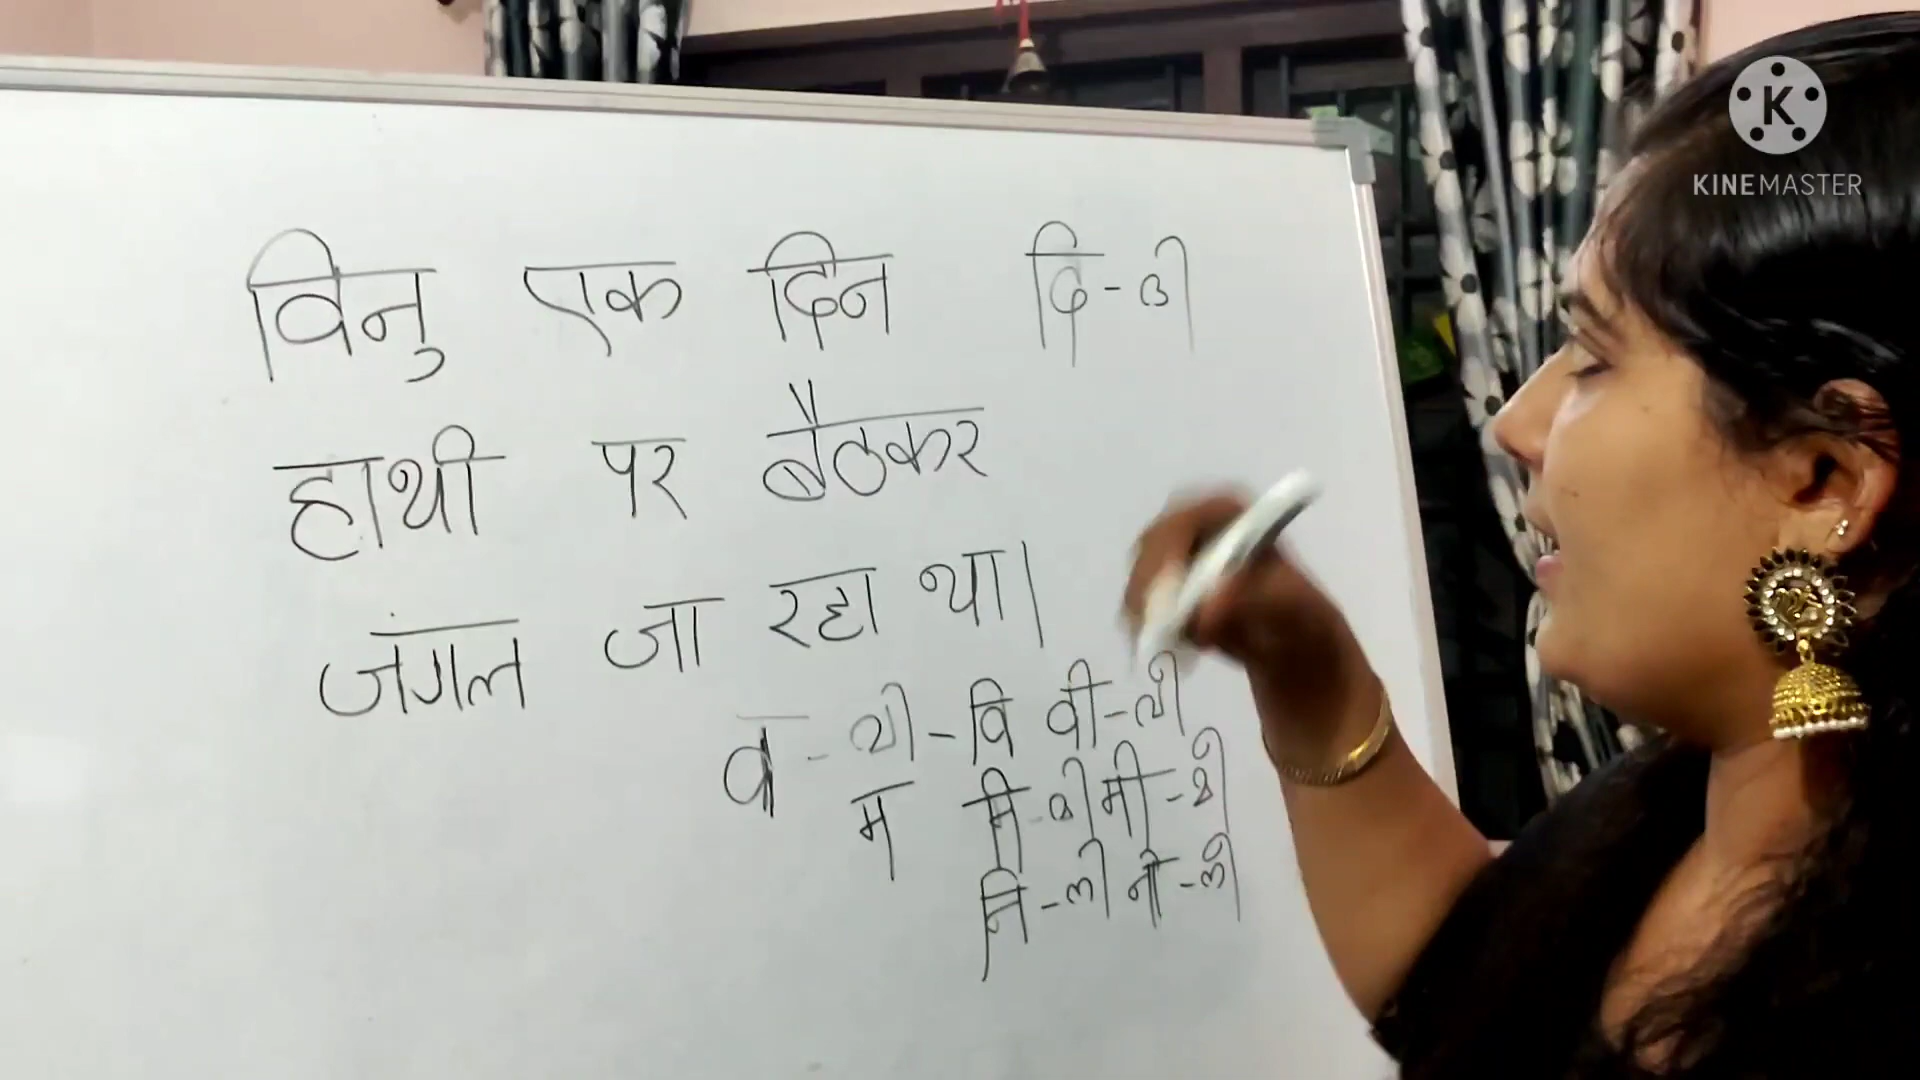 विनु एक दिन दि - ദി
हाथी पर बैठकर
जंगल जा रहा था।
व - വി - वि वी - വീ
म मि - മി मी - മീ
नि - നി नी - നീ
KINEMASTER